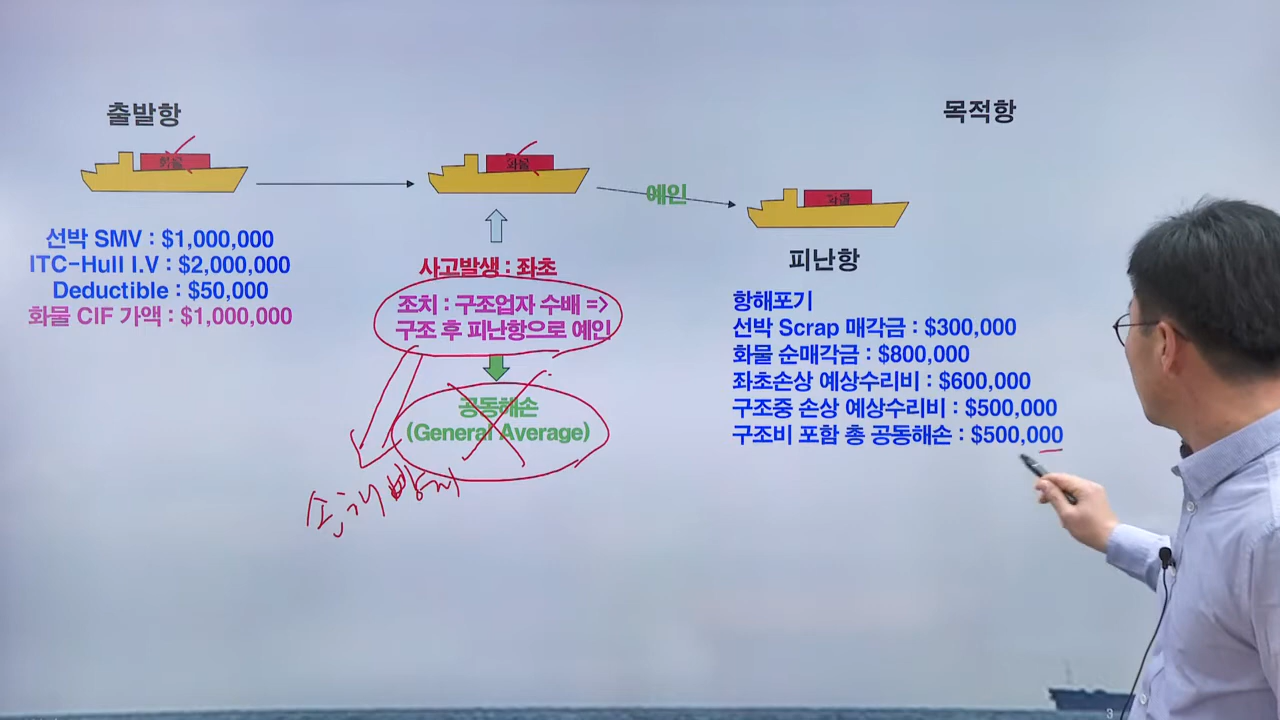 출발항
목적항
화물
화물
예인
화물
선박 SMV : $1,000,000
ITC-Hull I.V : $2,000,000
Deductible : $50,000
화물 CIF 가액 : $1,000,000
사고발생 : 좌초
조치 : 구조업자 수배 =>
구조 후 피난항으로 예인
공동해손
(General Average)
손해방지
피난항
항해포기
선박 Scrap 매각금 : $300,000
화물 순매각금 : $800,000
좌초손상 예상수리비 : $600,000
구조중 손상 예상수리비 : $500,000
구조비 포함 총 공동해손 : $500,000
3